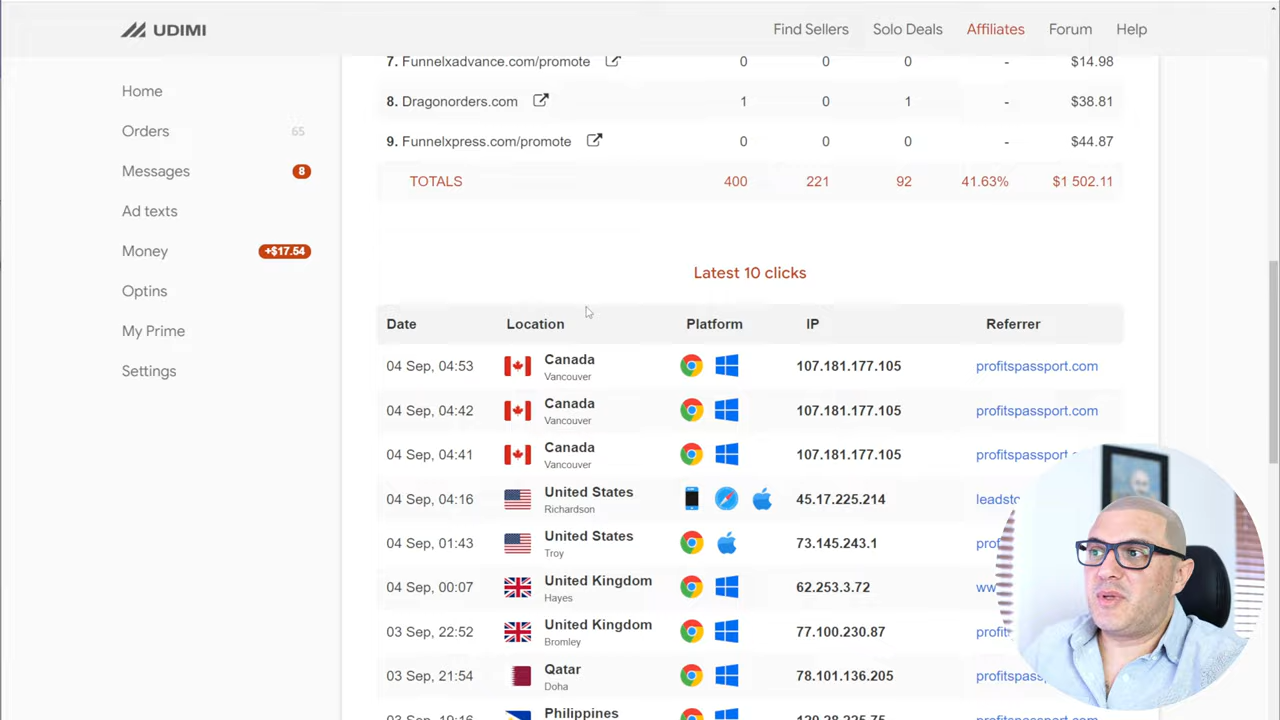 UDIMI
Find Sellers Solo Deals Affiliates Forum Help
Home
Orders 65
Messages 8
Ad texts
Money +$17.54
Optins
My Prime
Settings
7. Funnelxadvance.com/promote 0 0 0 - $14.98
8. Dragonorders.com 1 0 1 - $38.81
9. Funnelxpress.com/promote 0 0 0 - $44.87
TOTALS 400 221 92 41.63% $1 502.11
Latest 10 clicks
Date Location Platform IP Referrer
04 Sep, 04:53 Canada 107.181.177.105 profitspassport.com
Vancouver
04 Sep, 04:42 Canada 107.181.177.105 profitspassport.com
Vancouver
04 Sep, 04:41 Canada 107.181.177.105 profitspassport.c
Vancouver
04 Sep, 04:16 United States 45.17.225.214 leadsto
Richardson
04 Sep, 01:43 United States 73.145.243.1 prof
Troy
04 Sep, 00:07 United Kingdom 62.253.3.72 ww
Hayes
03 Sep, 22:52 United Kingdom 77.100.230.87 profit
Bromley
03 Sep, 21:54 Qatar 78.101.136.205 profitspa
Doha
Philippines